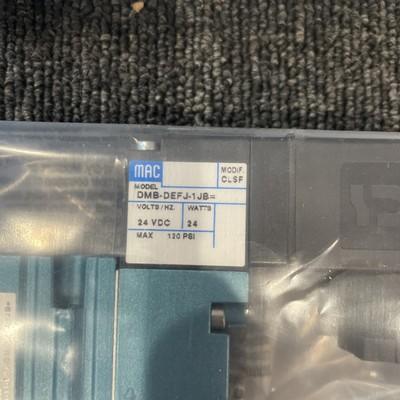 MAC
MODIF.
CLSF
MODEL
DMB-DEFJ-1JB=
VOLTS/HZ. WATTS
24 VDC 24
MAX 120 PSI